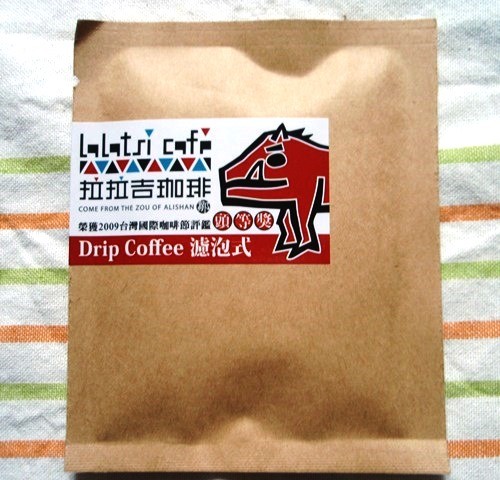 lalatsi cafe
拉拉吉珈琲
COME FROM THE ZOU OF ALISHAN
榮獲2009台灣國際咖啡節評鑑 頭等獎
Drip Coffee 濾泡式